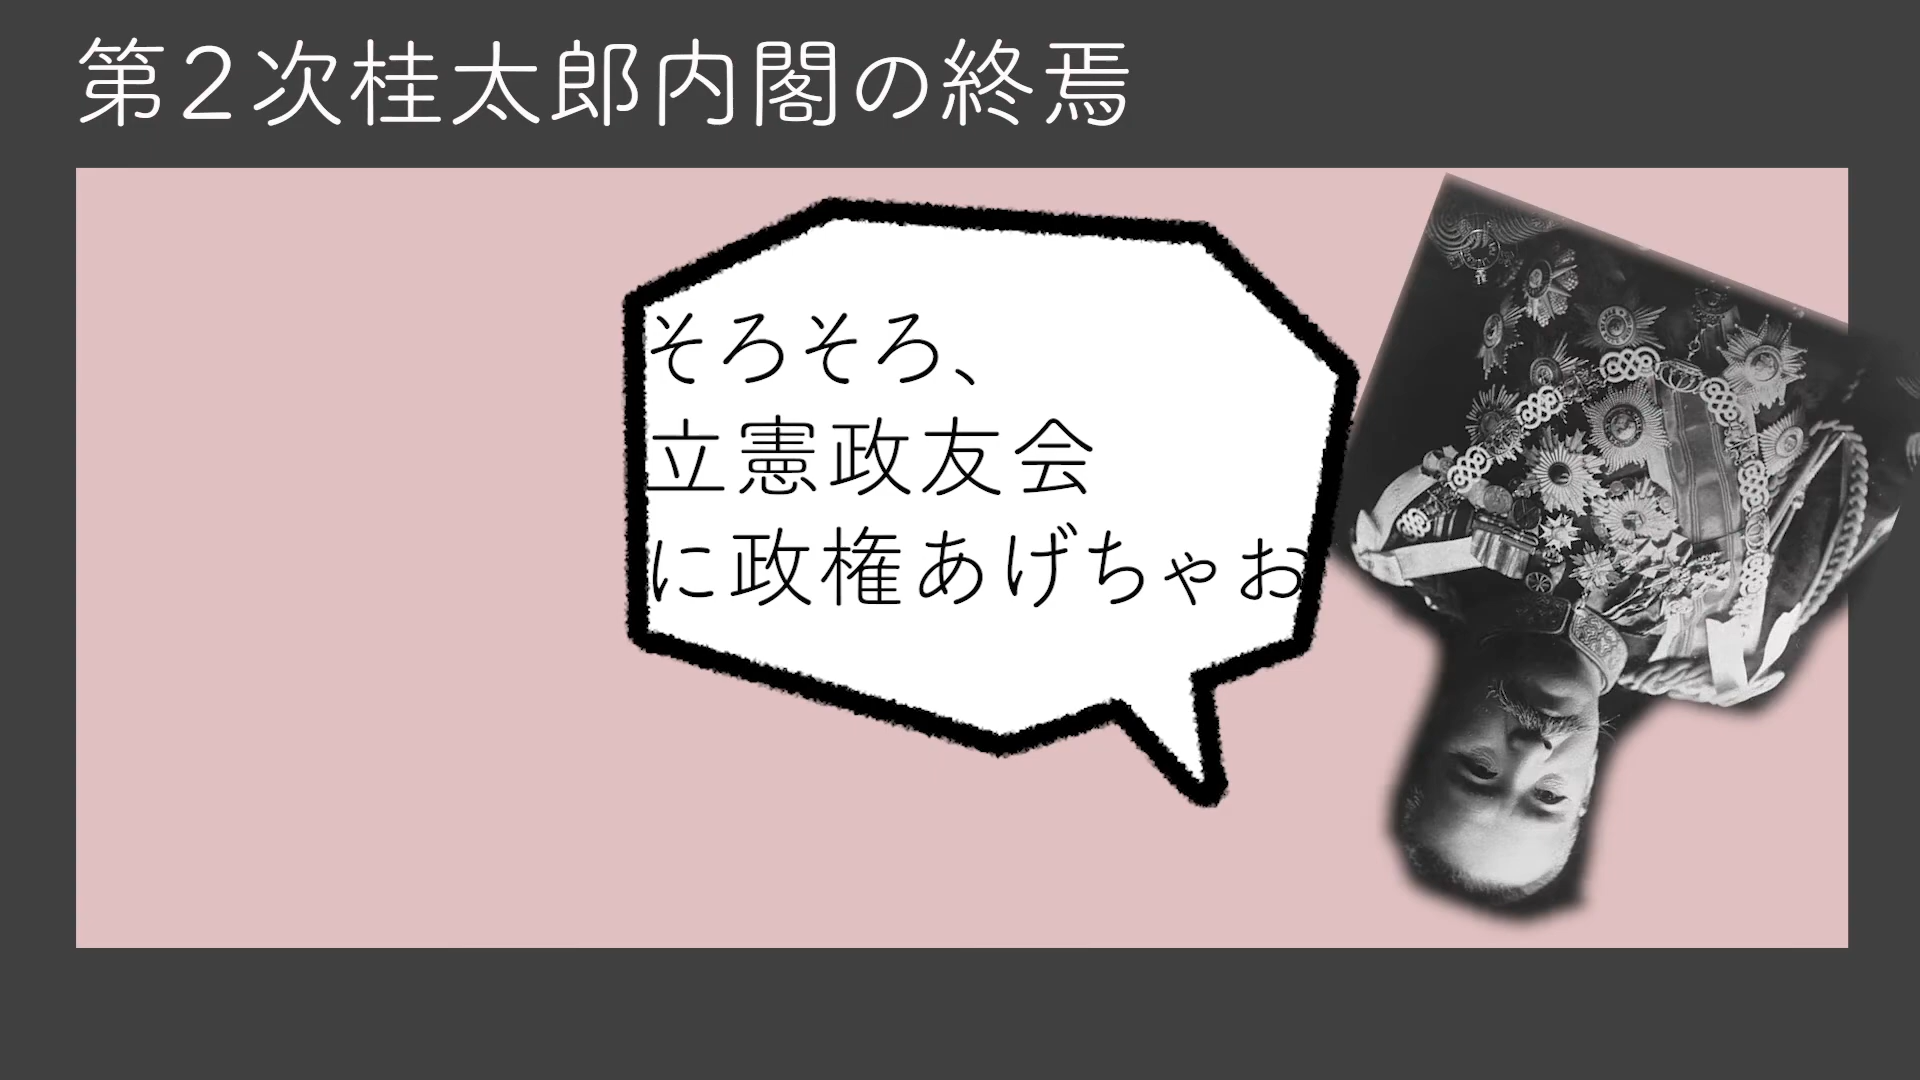 第2次桂太郎内閣の終焉
そろそろ、
立憲政友会
に政権あげちゃお